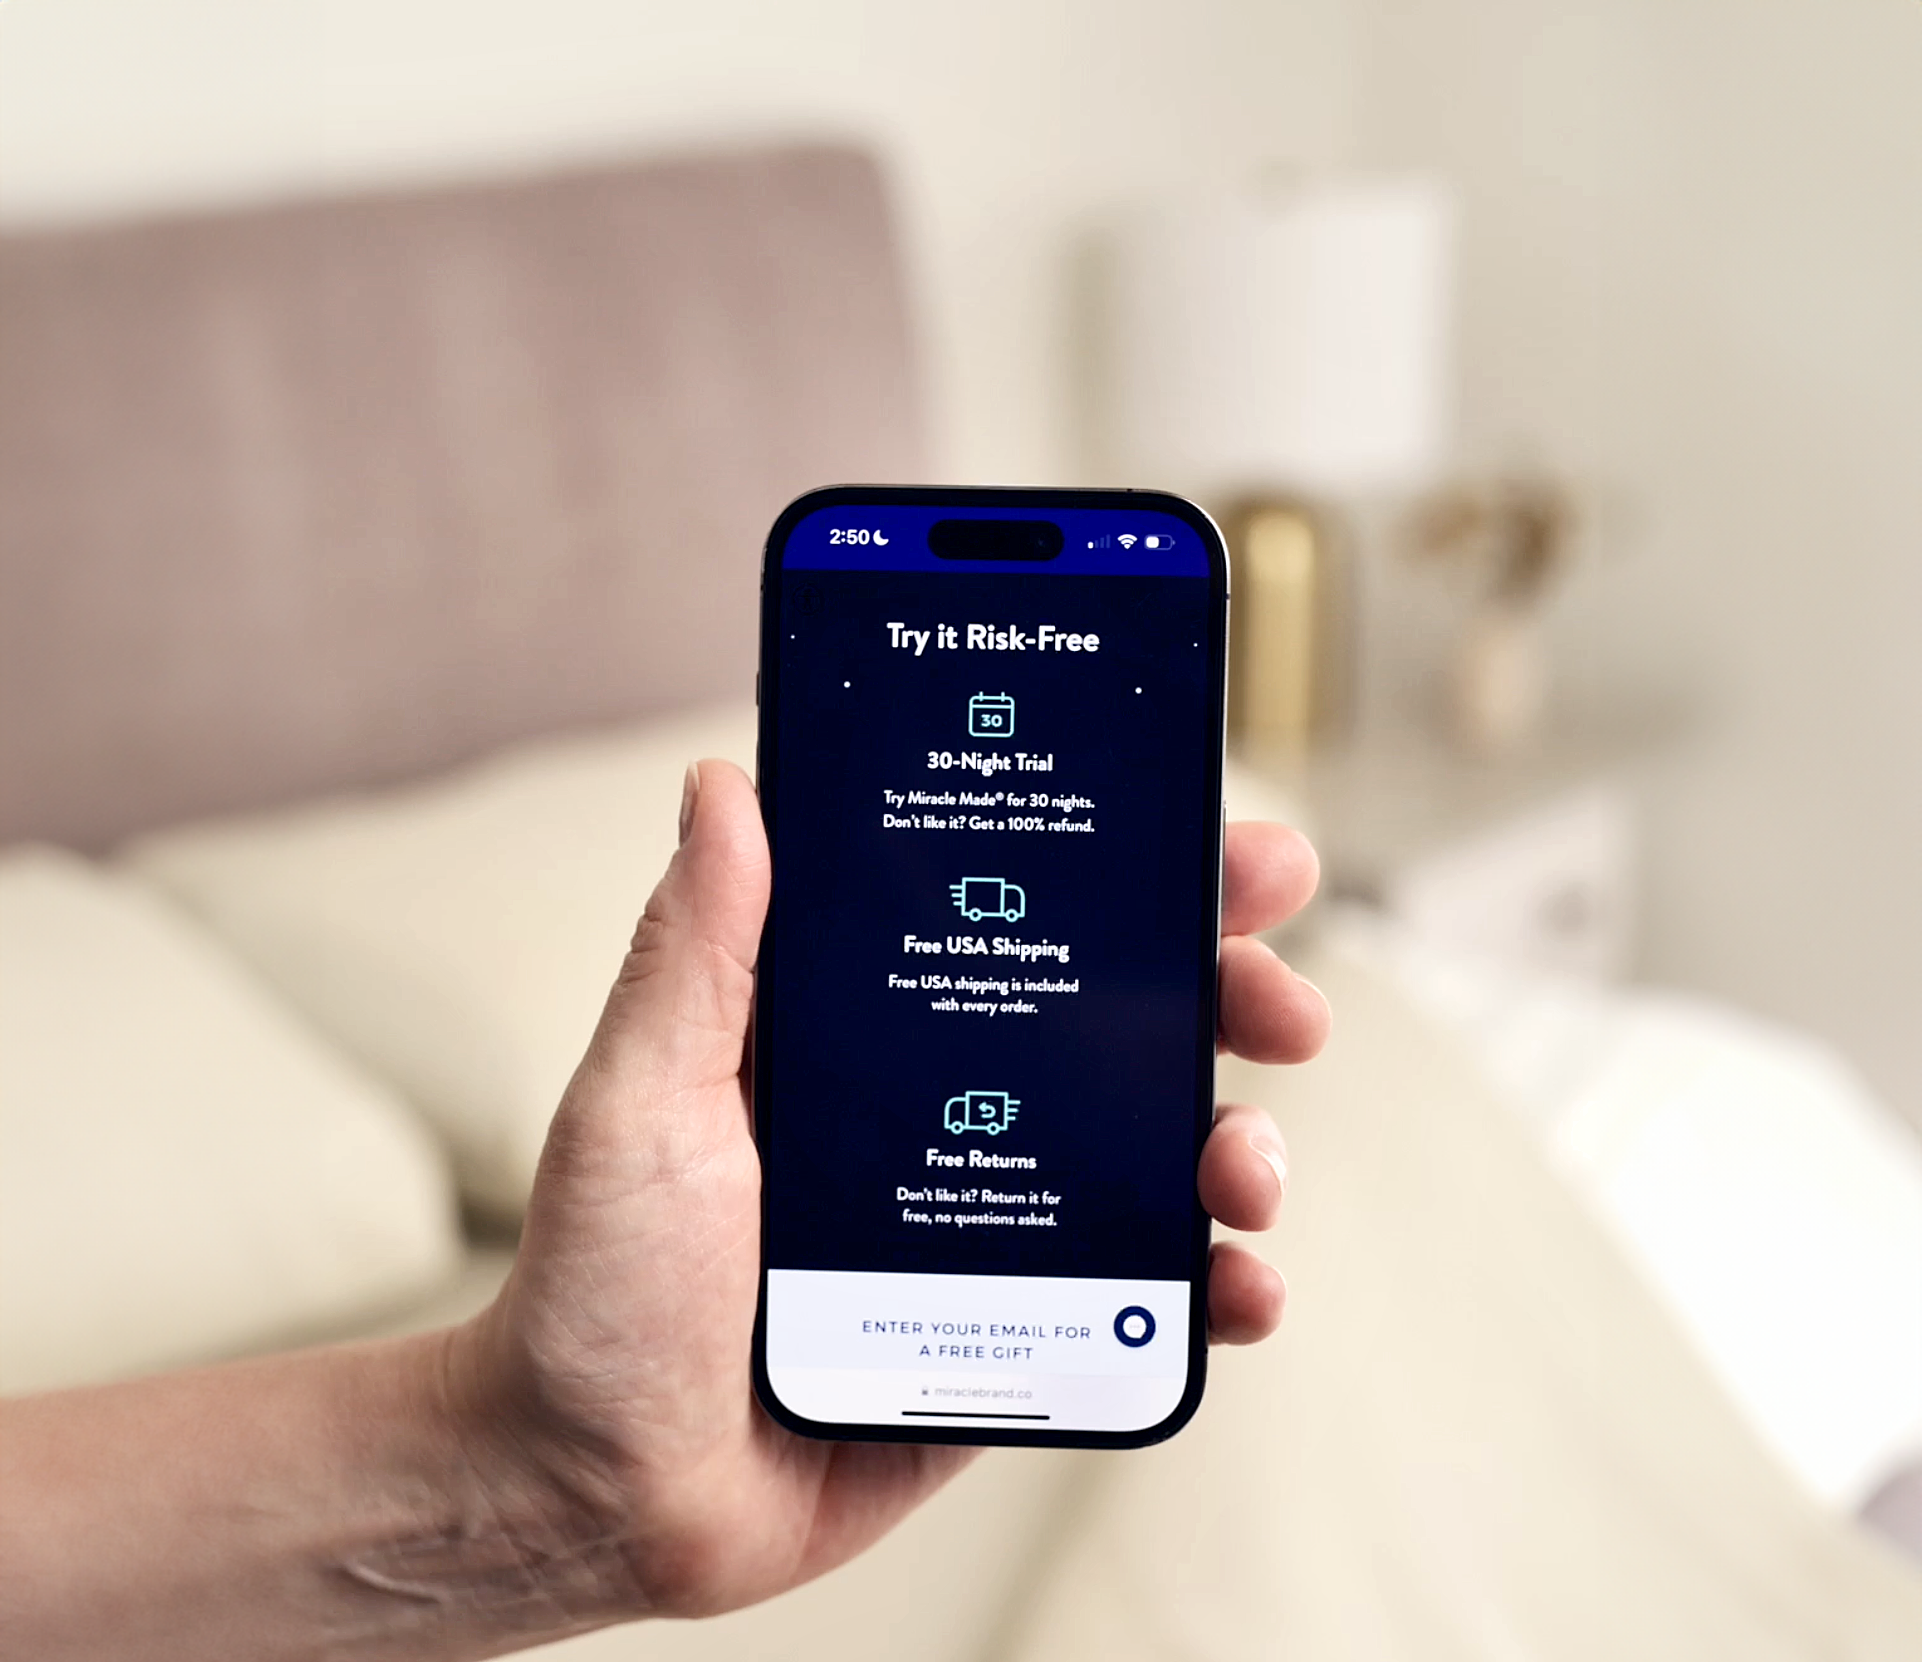 2:50
Try it Risk-Free
30
30-Night Trial
Try Miracle Made® for 30 nights.
Don't like it? Get a 100% refund.
Free USA Shipping
Free USA shipping is included
with every order.
Free Returns
Don't like it? Return it for
free, no questions asked.
ENTER YOUR EMAIL FOR
A FREE GIFT
miraclebrand.co